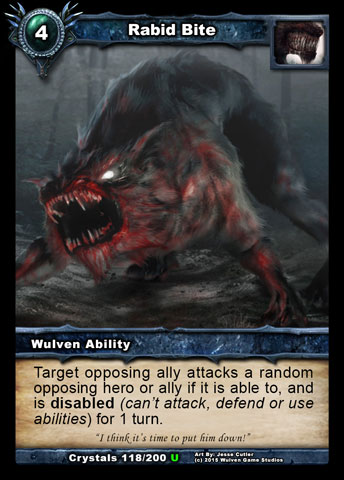 4
Rabid Bite
Wulven Ability
Target opposing ally attacks a random
opposing hero or ally if it is able to, and
is disabled (can't attack, defend or use
abilities) for 1 turn.
"I think it's time to put him down!"
Crystals 118/200 U
Art By: Jesse Cutler
(c) 2015 Wulven Game Studios